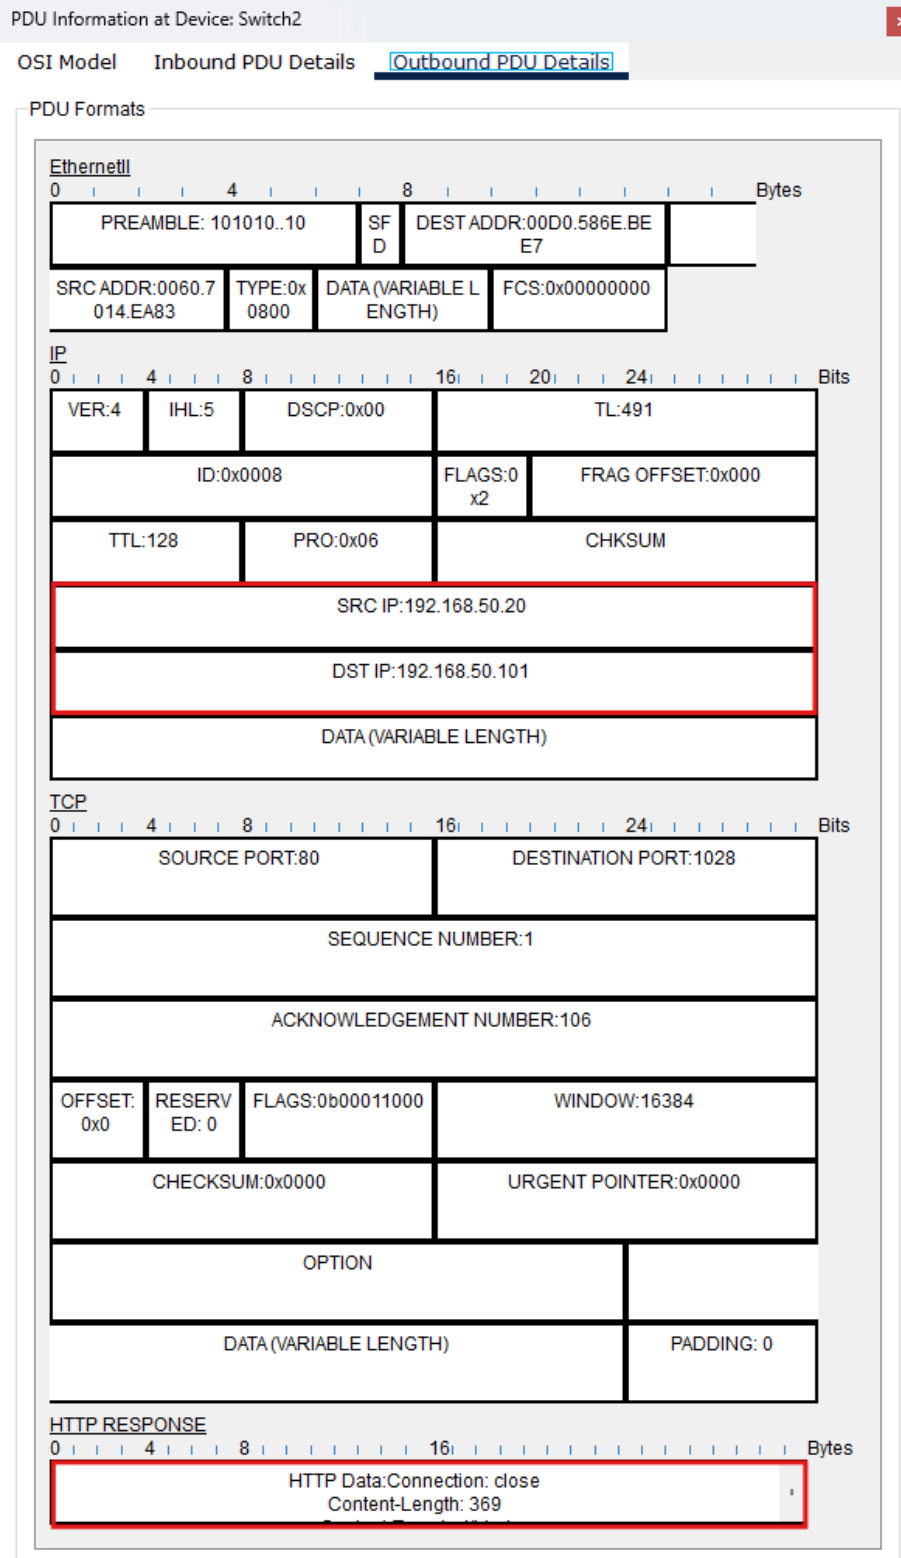 PDU Information at Device: Switch2
OSI Model Inbound PDU Details Outbound PDU Details
PDU Formats
EthernetII
0 4 8 Bytes
PREAMBLE: 101010..10
SF
D
DEST ADDR:00D0.586E.BE
E7
SRC ADDR:0060.7
014.EA83
TYPE:0x
0800
DATA (VARIABLE L
ENGTH)
FCS:0x00000000
IP
0 4 8 16 20 24 Bits
VER:4 IHL:5 DSCP:0x00 TL:491
ID:0x0008
FLAGS:0
x2
FRAG OFFSET:0x000
TTL:128 PRO:0x06 CHKSUM
SRC IP:192.168.50.20
DST IP:192.168.50.101
DATA (VARIABLE LENGTH)
TCP
0 4 8 16 24 Bits
SOURCE PORT:80 DESTINATION PORT:1028
SEQUENCE NUMBER:1
ACKNOWLEDGEMENT NUMBER:106
OFFSET:
0x0
RESERV
ED: 0
FLAGS:0b00011000 WINDOW:16384
CHECKSUM:0x0000 URGENT POINTER:0x0000
OPTION
DATA (VARIABLE LENGTH) PADDING: 0
HTTP RESPONSE
0 4 8 16 Bytes
HTTP Data:Connection: close
Content-Length: 369